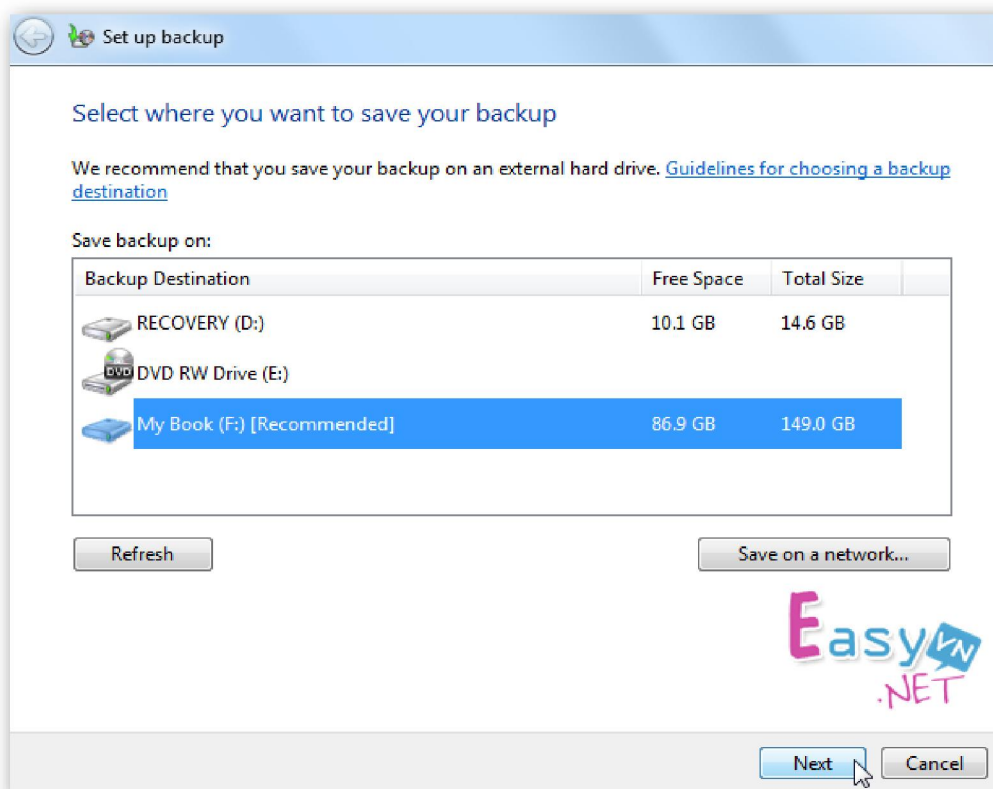 Set up backup
Select where you want to save your backup
We recommend that you save your backup on an external hard drive. Guidelines for choosing a backup
destination
Save backup on:
Backup Destination Free Space Total Size
RECOVERY (D:) 10.1 GB 14.6 GB
DVD DVD RW Drive (E:)
My Book (F:) [Recommended] 86.9 GB 149.0 GB
Refresh Save on a network...
Easy VN
.NET
Next Cancel